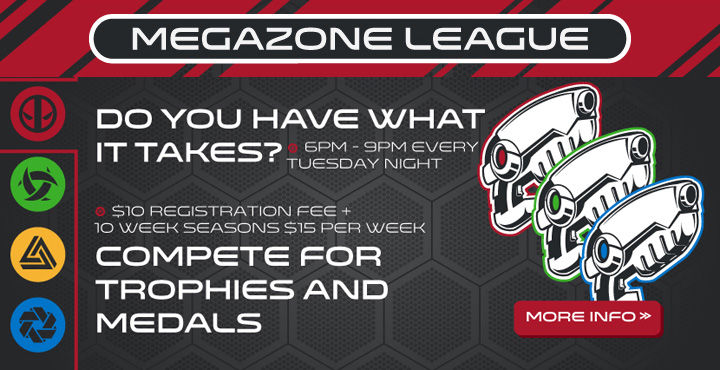 MEGAZONE LEAGUE
DO YOU HAVE WHAT
IT TAKES?
6PM - 9PM EVERY
TUESDAY NIGHT
$10 REGISTRATION FEE +
10 WEEK SEASONS $15 PER WEEK
COMPETE FOR
TROPHIES AND
MEDALS
MORE INFO »